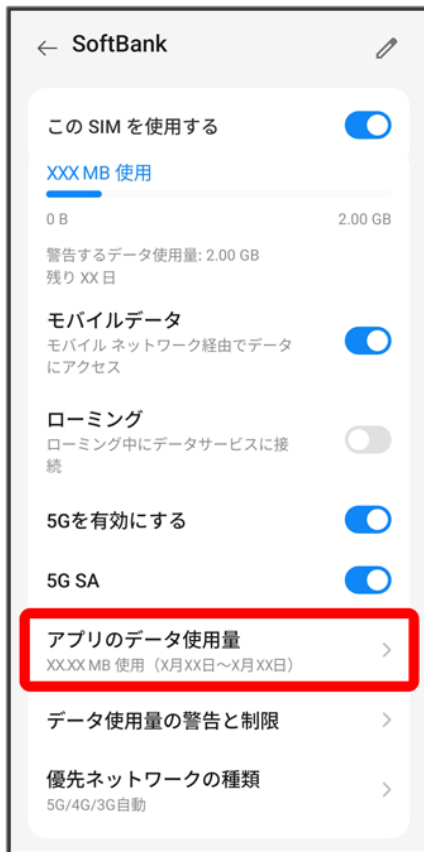 SoftBank
この SIM を使用する
XXX MB 使用
0 B
2.00 GB
警告するデータ使用量: 2.00 GB
残り XX 日
モバイルデータ
モバイル ネットワーク経由でデータ
にアクセス
ローミング
ローミング中にデータサービスに接
続
5Gを有効にする
5G SA
アプリのデータ使用量
XX.XX MB 使用（X月XX日～X月XX日）
データ使用量の警告と制限
優先ネットワークの種類
5G/4G/3G自動